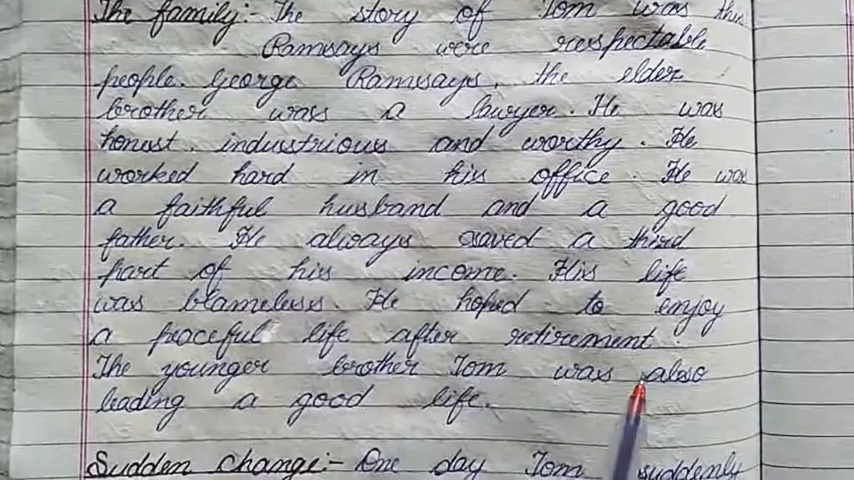 The family:- The story of Tom was this
Ramsays were respectable
people. George Ramsays, the elder
brother was a lawyer. He was
honest, industrious and worthy. He
worked hard in his office. He was
a faithful husband and a good
father. He always saved a third
part of his income. His life
was blameless. He hoped to enjoy
a peaceful life after retirement.
The younger brother Tom was also
leading a good life.
Sudden change:- One day Tom suddenly